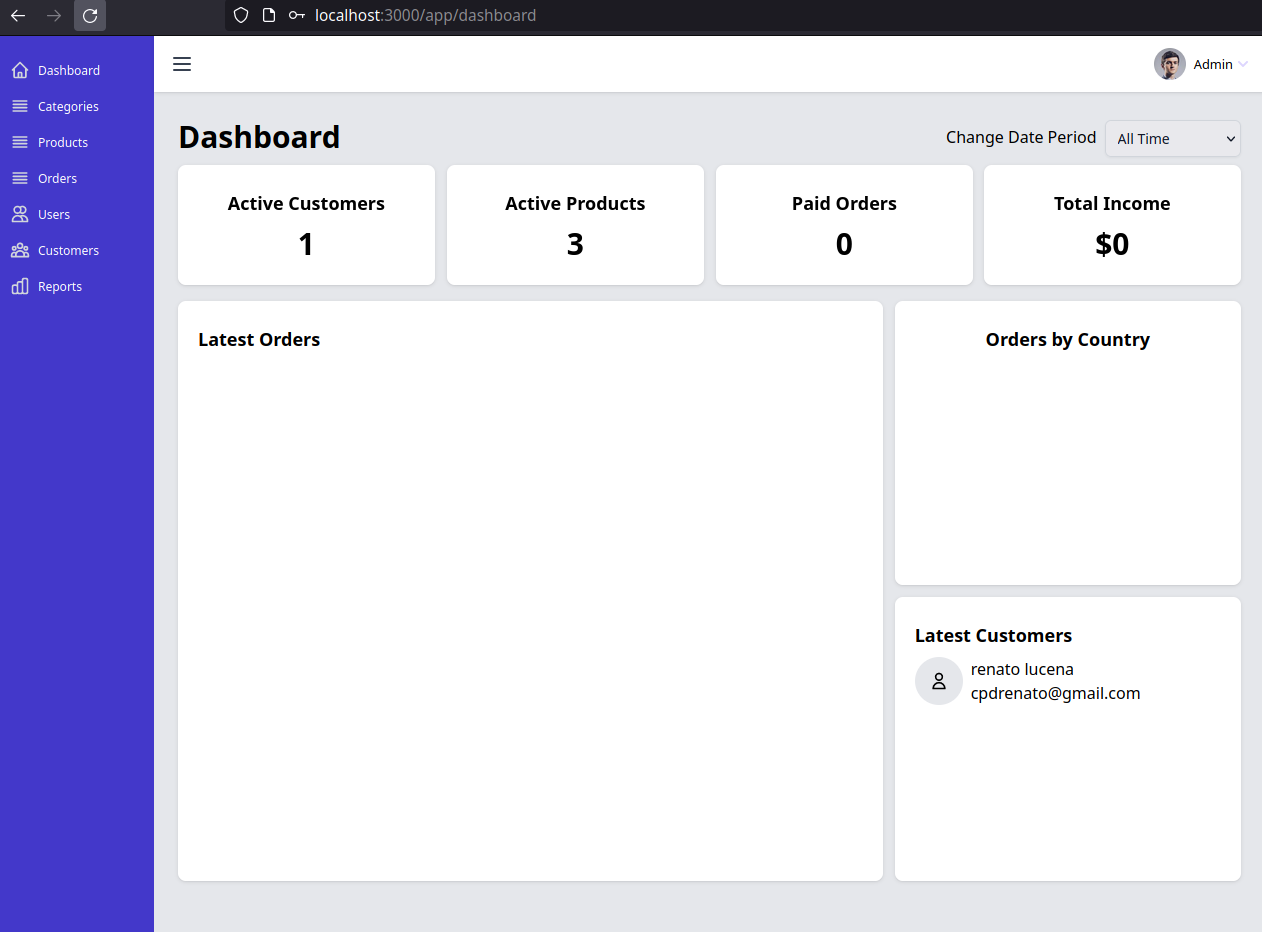 localhost:3000/app/dashboard
Dashboard
Categories
Products
Orders
Users
Customers
Reports
Admin
Dashboard
Change Date Period
All Time
Active Customers
1
Active Products
3
Paid Orders
0
Total Income
$0
Latest Orders
Orders by Country
Latest Customers
renato lucena
cpdrenato@gmail.com